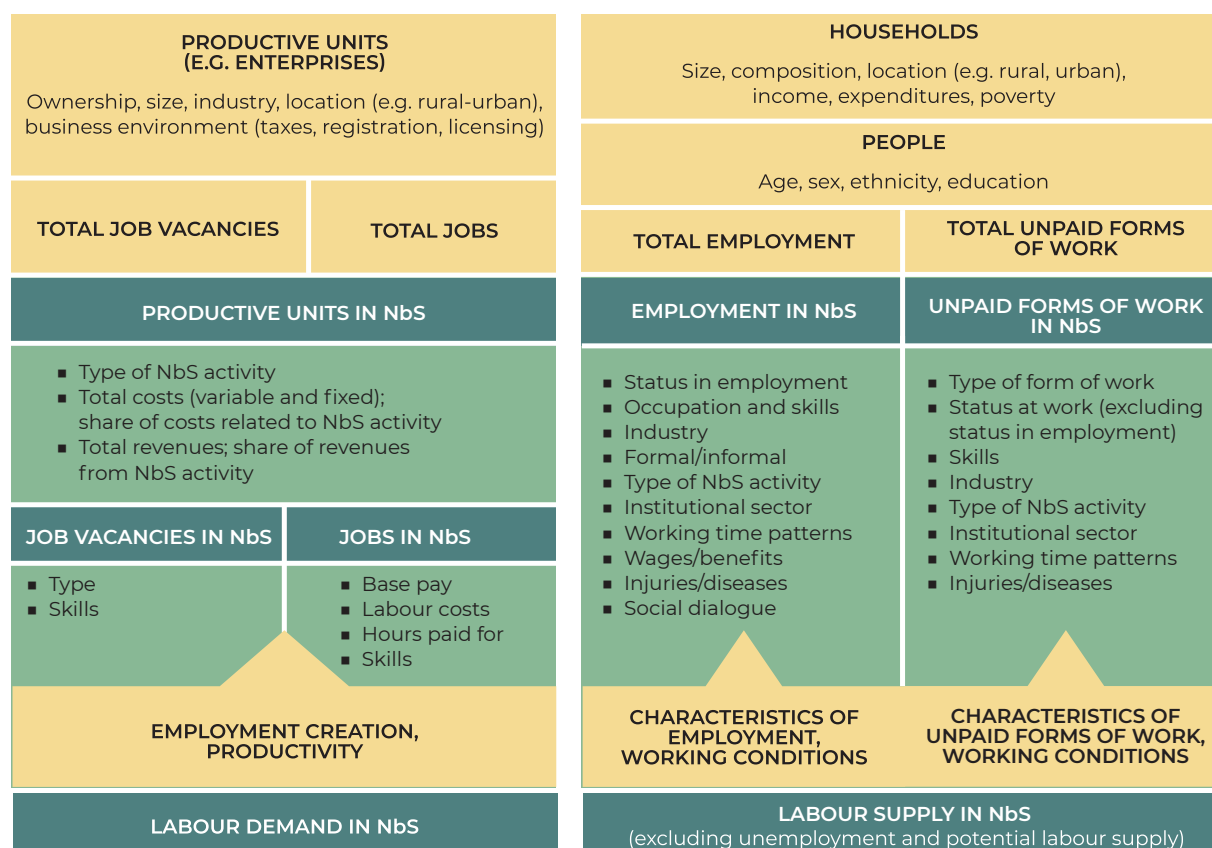 PRODUCTIVE UNITS
(E.G. ENTERPRISES)
Ownership, size, industry, location (e.g. rural-urban),
business environment (taxes, registration, licensing)
TOTAL JOB VACANCIES
TOTAL JOBS
PRODUCTIVE UNITS IN NbS
▪ Type of NbS activity
▪ Total costs (variable and fixed);
share of costs related to NbS activity
▪ Total revenues; share of revenues
from NbS activity
JOB VACANCIES IN NbS
▪ Type
▪ Skills
JOBS IN NbS
▪ Base pay
▪ Labour costs
▪ Hours paid for
▪ Skills
EMPLOYMENT CREATION,
PRODUCTIVITY
LABOUR DEMAND IN NbS
HOUSEHOLDS
Size, composition, location (e.g. rural, urban),
income, expenditures, poverty
PEOPLE
Age, sex, ethnicity, education
TOTAL EMPLOYMENT
TOTAL UNPAID FORMS
OF WORK
EMPLOYMENT IN NbS
▪ Status in employment
▪ Occupation and skills
▪ Industry
▪ Formal/informal
▪ Type of NbS activity
▪ Institutional sector
▪ Working time patterns
▪ Wages/benefits
▪ Injuries/diseases
▪ Social dialogue
CHARACTERISTICS OF
EMPLOYMENT,
WORKING CONDITIONS
UNPAID FORMS OF WORK
IN NbS
▪ Type of form of work
▪ Status at work (excluding
status in employment)
▪ Skills
▪ Industry
▪ Type of NbS activity
▪ Institutional sector
▪ Working time patterns
▪ Injuries/diseases
CHARACTERISTICS OF
UNPAID FORMS OF WORK,
WORKING CONDITIONS
LABOUR SUPPLY IN NbS
(excluding unemployment and potential labour supply)